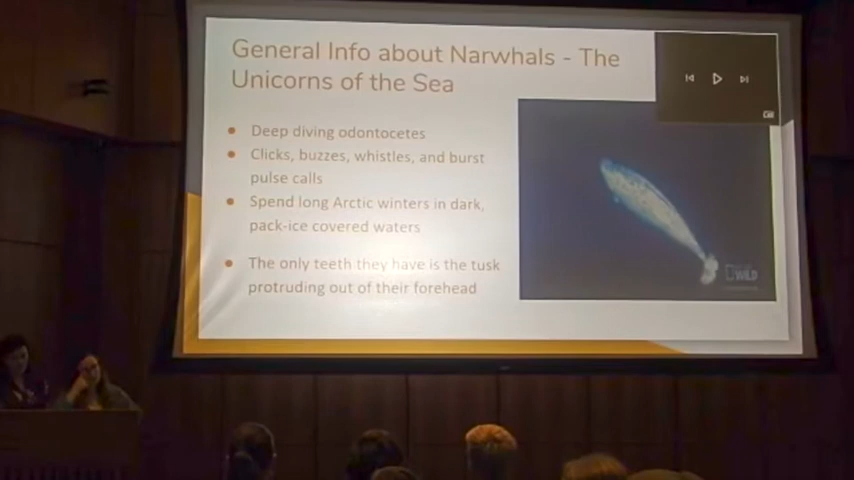 General Info about Narwhals - The
Unicorns of the Sea
• Deep diving odontocetes
• Clicks, buzzes, whistles, and burst
pulse calls
• Spend long Arctic winters in dark,
pack-ice covered waters
• The only teeth they have is the tusk
protruding out of their forehead
WILD